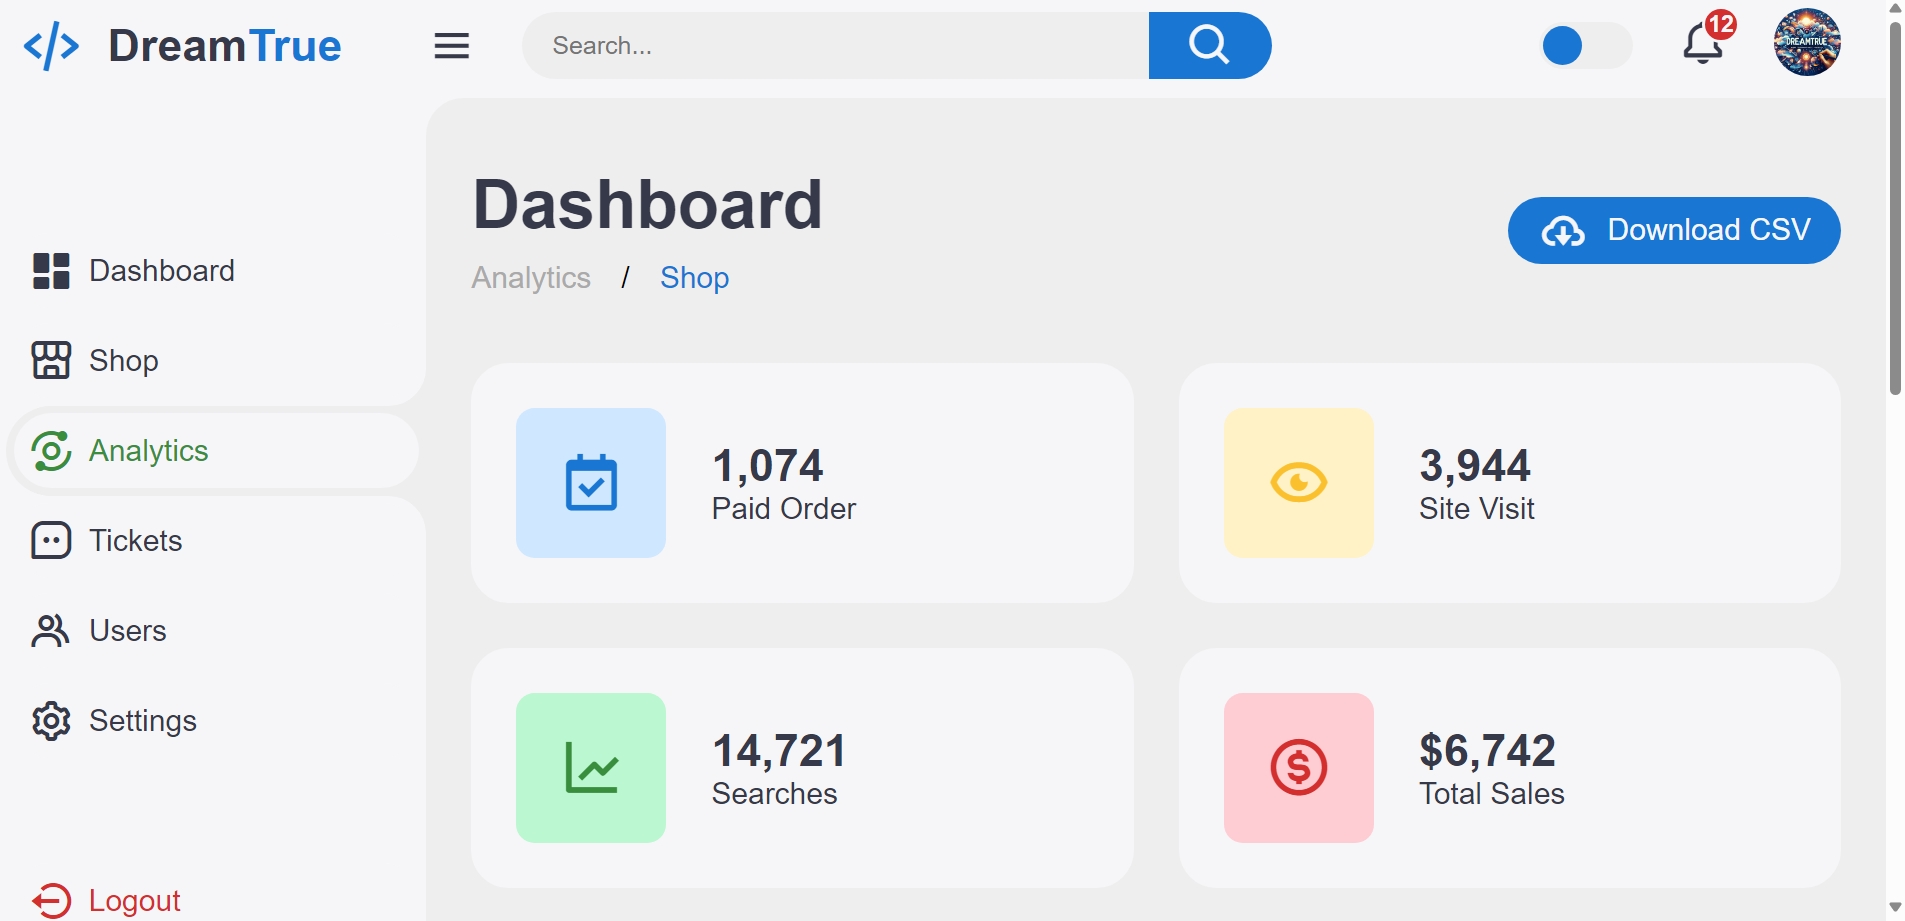 DreamTrue
Search...
12
DREAMTRUE
Dashboard
Shop
Analytics
Tickets
Users
Settings
Logout
Dashboard
Analytics / Shop
Download CSV
1,074
Paid Order
3,944
Site Visit
14,721
Searches
$6,742
Total Sales